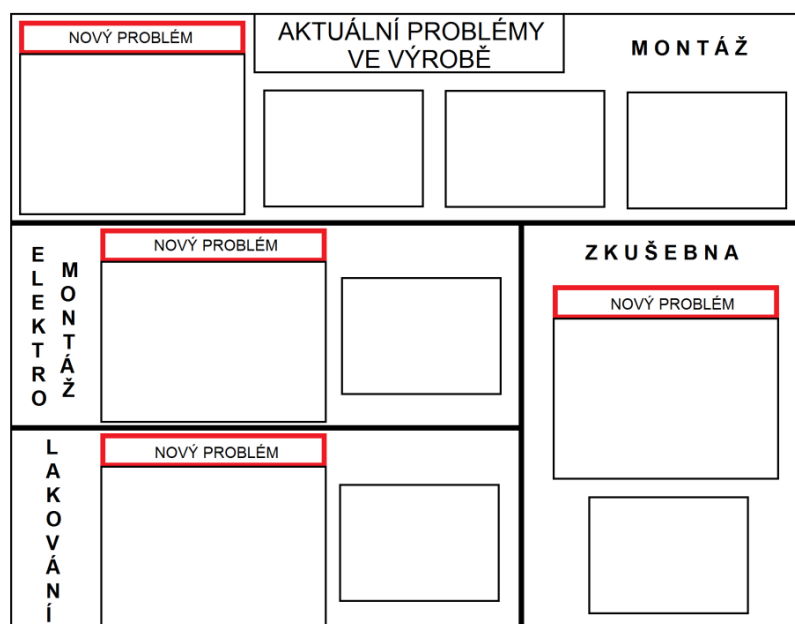 NOVÝ PROBLÉM
AKTUÁLNÍ PROBLÉMY
VE VÝROBĚ
MONTÁŽ
ELEKTRO
MONTÁŽ
NOVÝ PROBLÉM
ZKUŠEBNA
NOVÝ PROBLÉM
LAKOVÁNÍ
NOVÝ PROBLÉM